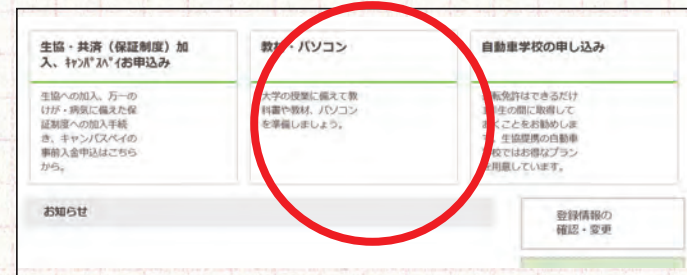 生協・共済（保証制度）加
入、ｷｬﾝﾊﾟｽﾍﾟｲお申込み
生協への加入、万一の
けが・病気に備えた保
証制度への加入手続
き、キャンパスペイの
事前入金申込はこちら
から。
教材・パソコン
大学の授業に備えて教
科書や教材、パソコン
を準備しましょう。
自動車学校の申し込み
転免許はできるだけ
生の間に取得して
くことをお勧めしま
、生協提携の自動車
校ではお得なプラン
用意しています。
お知らせ
登録情報の
確認・変更